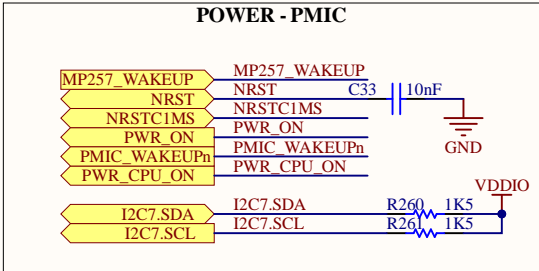 POWER - PMIC
MP257_WAKEUP MP257_WAKEUP
NRST NRST C33 10nF
NRSTC1MS NRSTC1MS
PWR_ON PWR_ON
PMIC_WAKEUPn PMIC_WAKEUPn
GND
PWR_CPU_ON PWR_CPU_ON
VDDIO
I2C7.SDA I2C7.SDA R260 1K5
I2C7.SCL I2C7.SCL R261 1K5